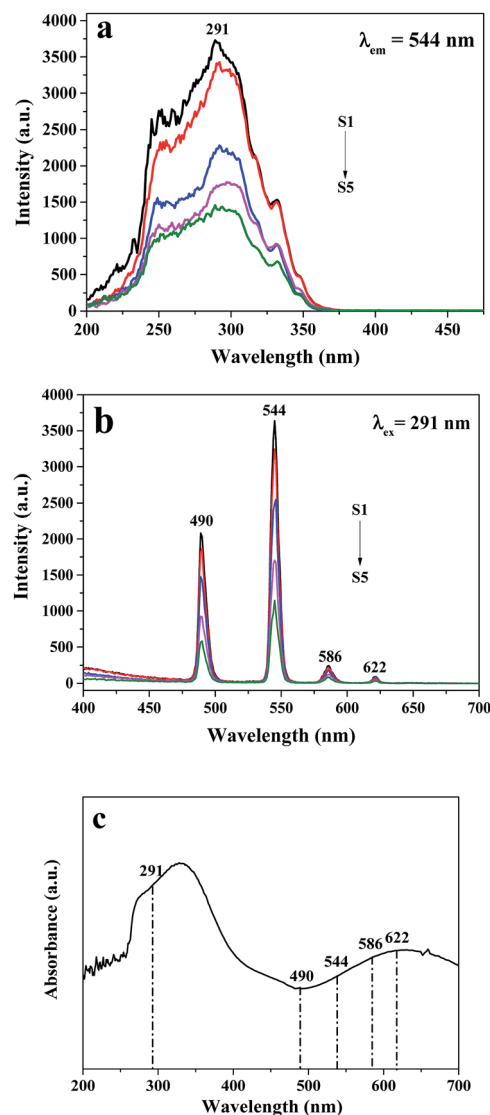 a
291
λem = 544 nm
S1
S5
Intensity (a.u.)
4000
3500
3000
2500
2000
1500
1000
500
0
200 250 300 350 400 450
Wavelength (nm)
b
544
λex = 291 nm
490
S1
S5
586
622
Intensity (a.u.)
4000
3500
3000
2500
2000
1500
1000
500
0
400 450 500 550 600 650 700
Wavelength (nm)
c
291
490
544
586
622
Absorbance (a.u.)
200 300 400 500 600 700
Wavelength (nm)